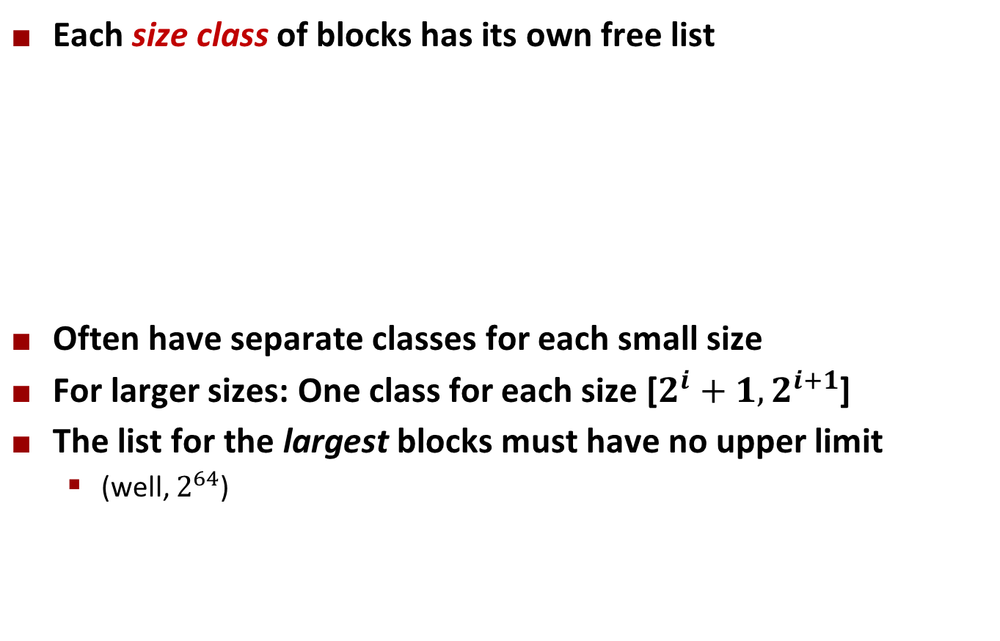 ■ Each size class of blocks has its own free list
■ Often have separate classes for each small size
■ For larger sizes: One class for each size [2^i + 1, 2^{i+1}]
■ The list for the largest blocks must have no upper limit
▪ (well, 2^{64})